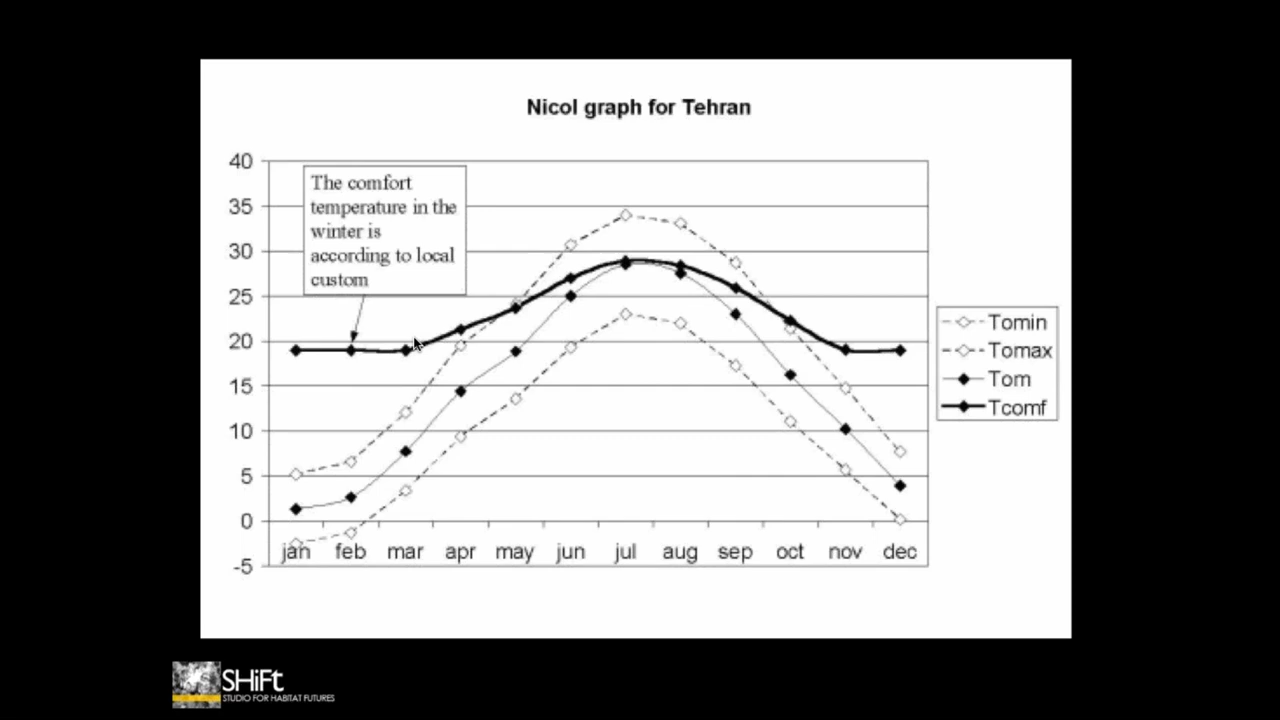 Nicol graph for Tehran
40
35
30
25
20
15
10
5
0
-5
The comfort
temperature in the
winter is
according to local
custom
jan feb mar apr may jun jul aug sep oct nov dec
Tomin
Tomax
Tom
Tcomf
SHiFt
STUDIO FOR HABITAT FUTURES